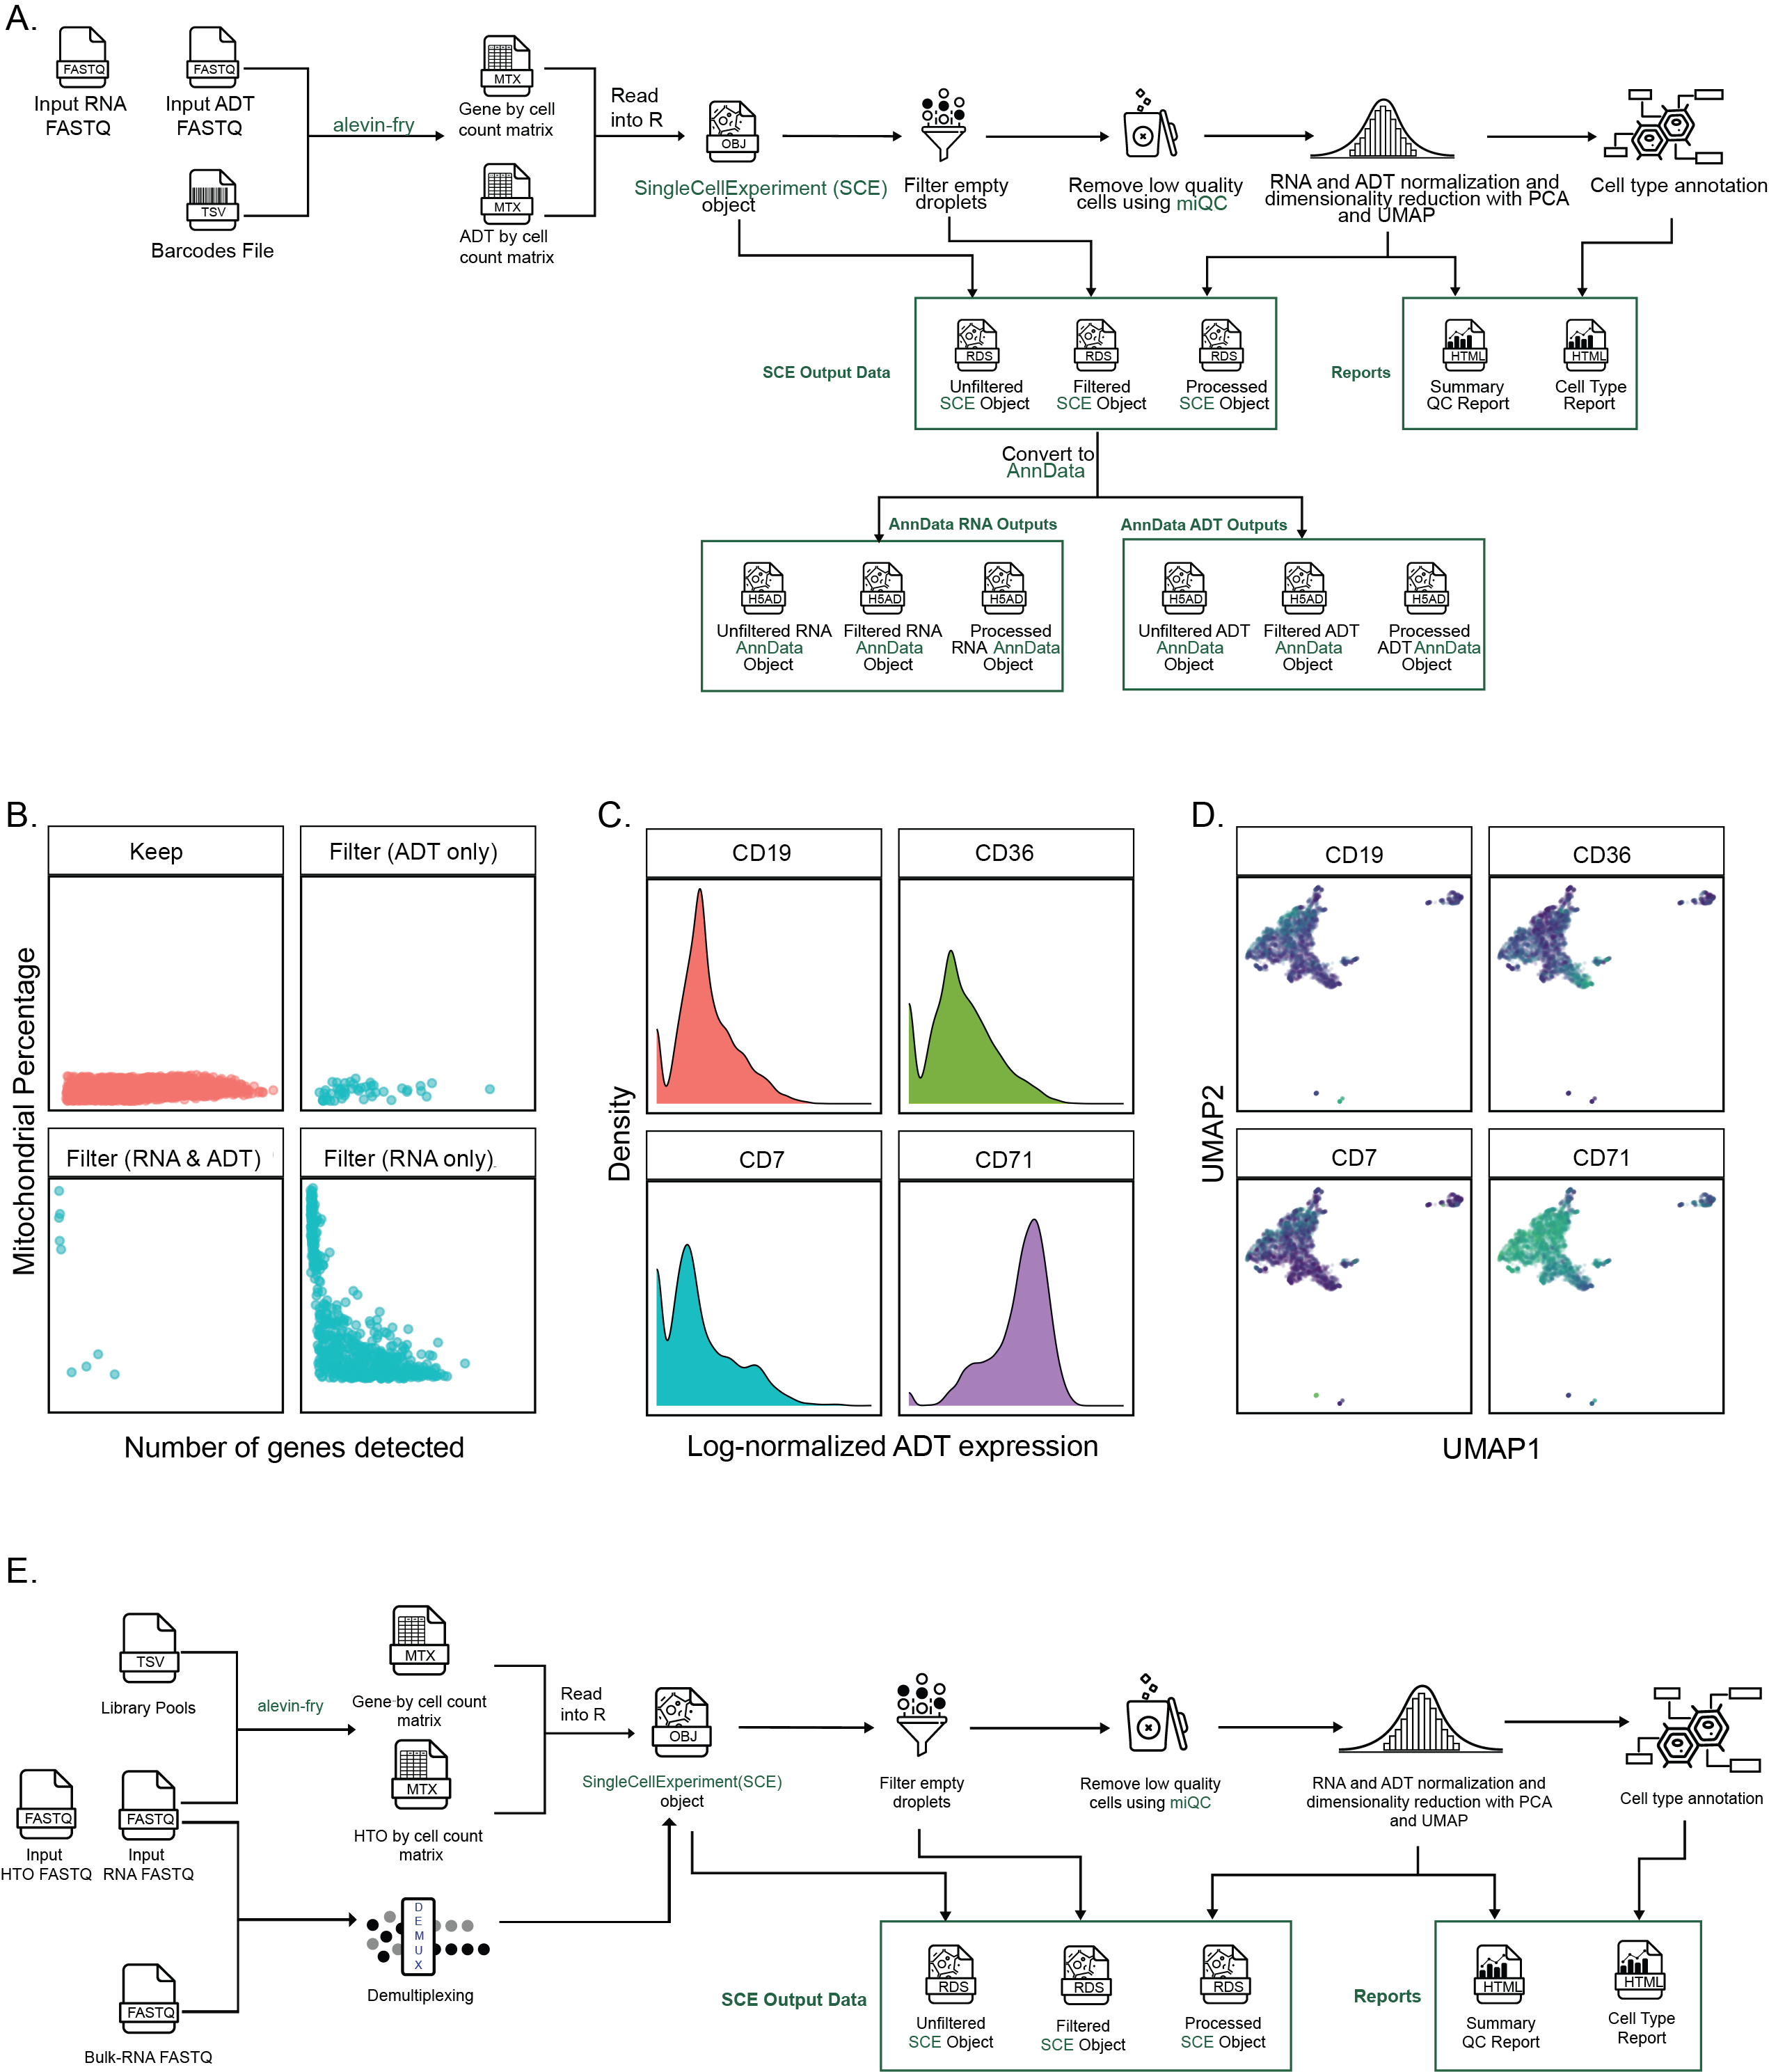 A.
FASTQ
Input RNA
FASTQ
FASTQ
Input ADT
FASTQ
TSV
Barcodes File
alevin-fry
MTX
Gene by cell
count matrix
MTX
ADT by cell
count matrix
Read
into R
OBJ
SingleCellExperiment (SCE)
object
Filter empty
droplets
Remove low quality
cells using miQC
RNA and ADT normalization and
dimensionality reduction with PCA
and UMAP
Cell type annotation
SCE Output Data
RDS
Unfiltered
SCE Object
RDS
Filtered
SCE Object
RDS
Processed
SCE Object
Reports
HTML
Summary
QC Report
HTML
Cell Type
Report
Convert to
AnnData
AnnData RNA Outputs
H5AD
Unfiltered RNA
AnnData
Object
H5AD
Filtered RNA
AnnData
Object
H5AD
Processed
RNA AnnData
Object
AnnData ADT Outputs
H5AD
Unfiltered ADT
AnnData
Object
H5AD
Filtered ADT
AnnData
Object
H5AD
Processed
ADT AnnData
Object
B.
Keep
Filter (ADT only)
Filter (RNA & ADT)
Filter (RNA only)
Mitochondrial Percentage
Number of genes detected
C.
CD19
CD36
CD7
CD71
Density
Log-normalized ADT expression
D.
CD19
CD36
CD7
CD71
UMAP2
UMAP1
E.
TSV
Library Pools
FASTQ
Input
HTO FASTQ
FASTQ
Input
RNA FASTQ
FASTQ
Bulk-RNA FASTQ
alevin-fry
MTX
Gene-by cell count
matrix
MTX
HTO by cell count
matrix
DEMUX
Demultiplexing
Read
into R
OBJ
SingleCellExperiment(SCE)
object
Filter empty
droplets
Remove low quality
cells using miQC
RNA and ADT normalization and
dimensionality reduction with PCA
and UMAP
Cell type annotation
SCE Output Data
RDS
Unfiltered
SCE Object
RDS
Filtered
SCE Object
RDS
Processed
SCE Object
Reports
HTML
Summary
QC Report
HTML
Cell Type
Report